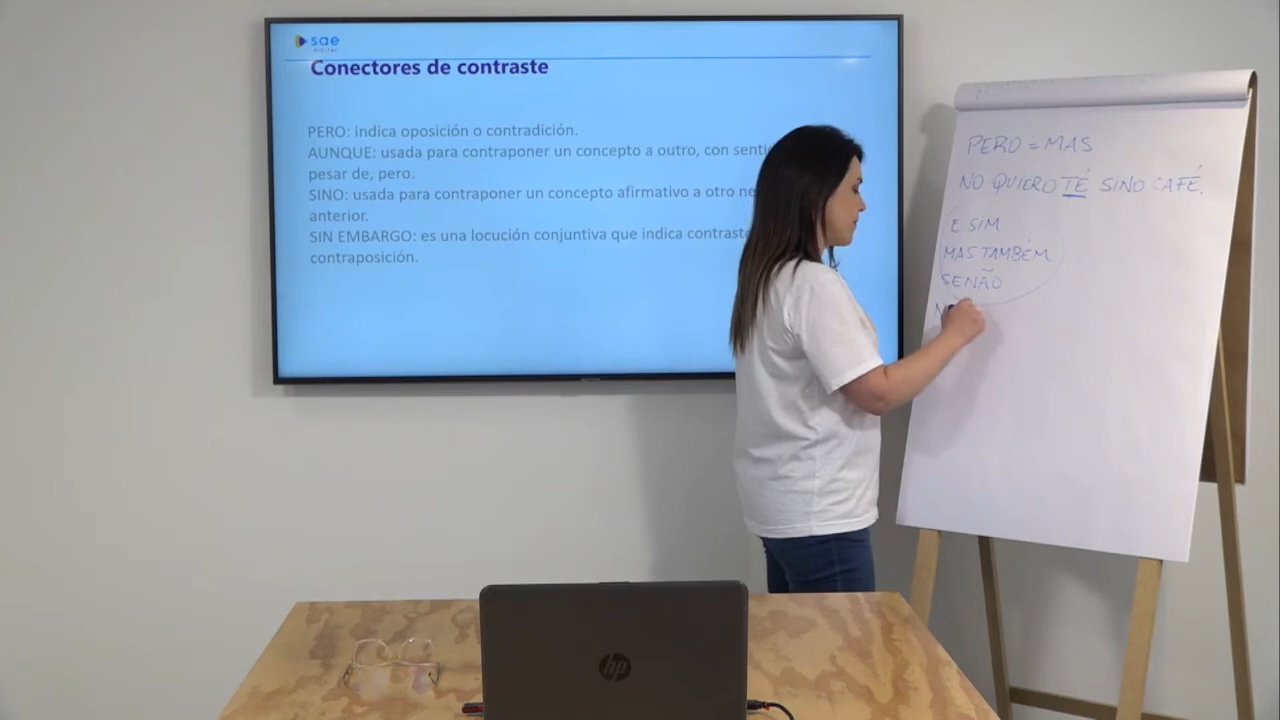 sae
DIGITAL
Conectores de contraste
PERO: indica oposición o contradición.
AUNQUE: usada para contraponer un concepto a outro, con senti
pesar de, pero.
SINO: usada para contraponer un concepto afirmativo a otro ne
anterior.
SIN EMBARGO: es una locución conjuntiva que indica contraste
contraposición.
PERO = MAS
NO QUIERO TÉ SINO CAFÉ.
E SIM
MAS TAMBÉM
SENÃO
hp